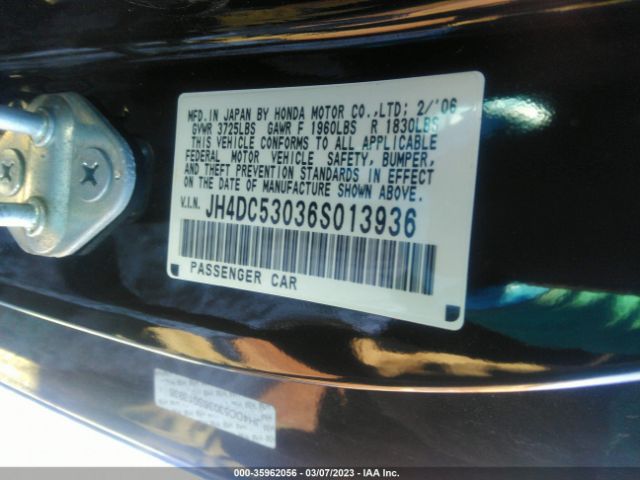 MFD.IN JAPAN BY HONDA MOTOR CO.,LTD; 2/'06
GVWR 3725LBS GAWR F 1960LBS R 1830LBS
THIS VEHICLE CONFORMS TO ALL APPLICABLE
FEDERAL MOTOR VEHICLE SAFETY, BUMPER,
AND THEFT PREVENTION STANDARDS IN EFFECT
ON THE DATE OF MANUFACTURE SHOWN ABOVE.
V.I.N. JH4DC53036S013936
PASSENGER CAR
000-35962056 — 03/07/2023 — IAA Inc.